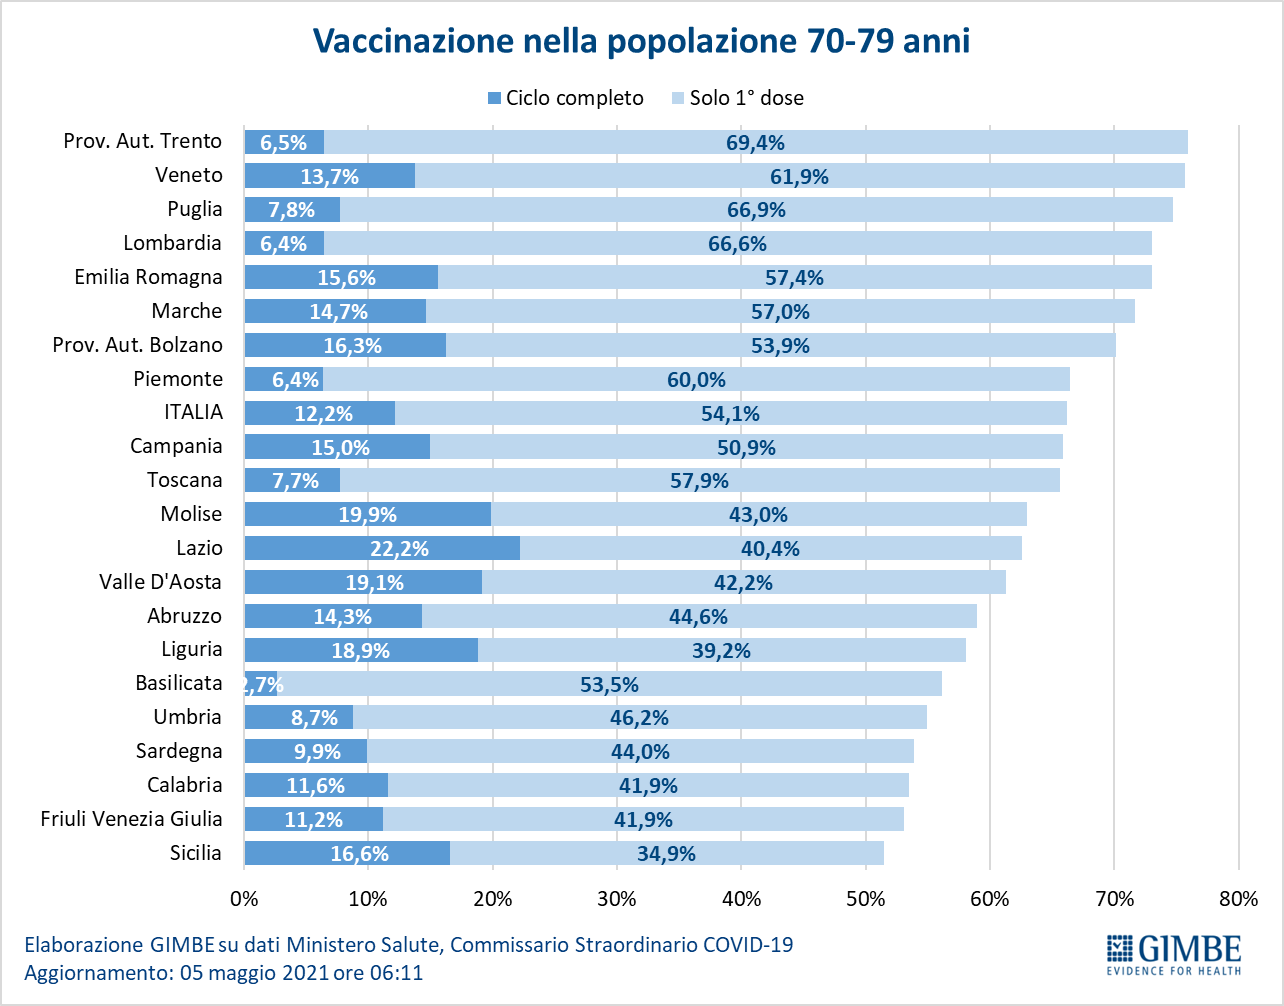 Vaccinazione nella popolazione 70-79 anni
Ciclo completo Solo 1° dose
Prov. Aut. Trento 6,5% 69,4%
Veneto 13,7% 61,9%
Puglia 7,8% 66,9%
Lombardia 6,4% 66,6%
Emilia Romagna 15,6% 57,4%
Marche 14,7% 57,0%
Prov. Aut. Bolzano 16,3% 53,9%
Piemonte 6,4% 60,0%
ITALIA 12,2% 54,1%
Campania 15,0% 50,9%
Toscana 7,7% 57,9%
Molise 19,9% 43,0%
Lazio 22,2% 40,4%
Valle D'Aosta 19,1% 42,2%
Abruzzo 14,3% 44,6%
Liguria 18,9% 39,2%
Basilicata 2,7% 53,5%
Umbria 8,7% 46,2%
Sardegna 9,9% 44,0%
Calabria 11,6% 41,9%
Friuli Venezia Giulia 11,2% 41,9%
Sicilia 16,6% 34,9%
0% 10% 20% 30% 40% 50% 60% 70% 80%
Elaborazione GIMBE su dati Ministero Salute, Commissario Straordinario COVID-19
Aggiornamento: 05 maggio 2021 ore 06:11
GIMBE
EVIDENCE FOR HEALTH